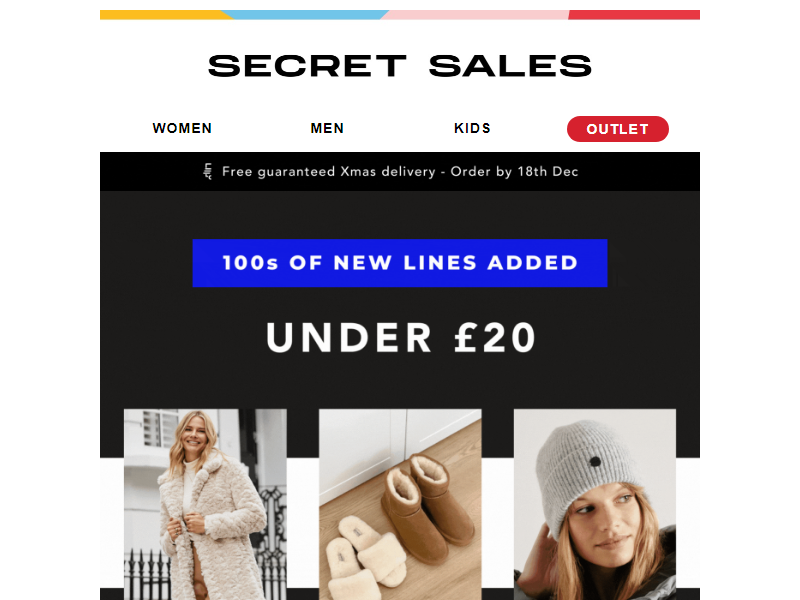 SECRET SALES
WOMEN MEN KIDS OUTLET
Free guaranteed Xmas delivery - Order by 18th Dec
100s OF NEW LINES ADDED
UNDER £20